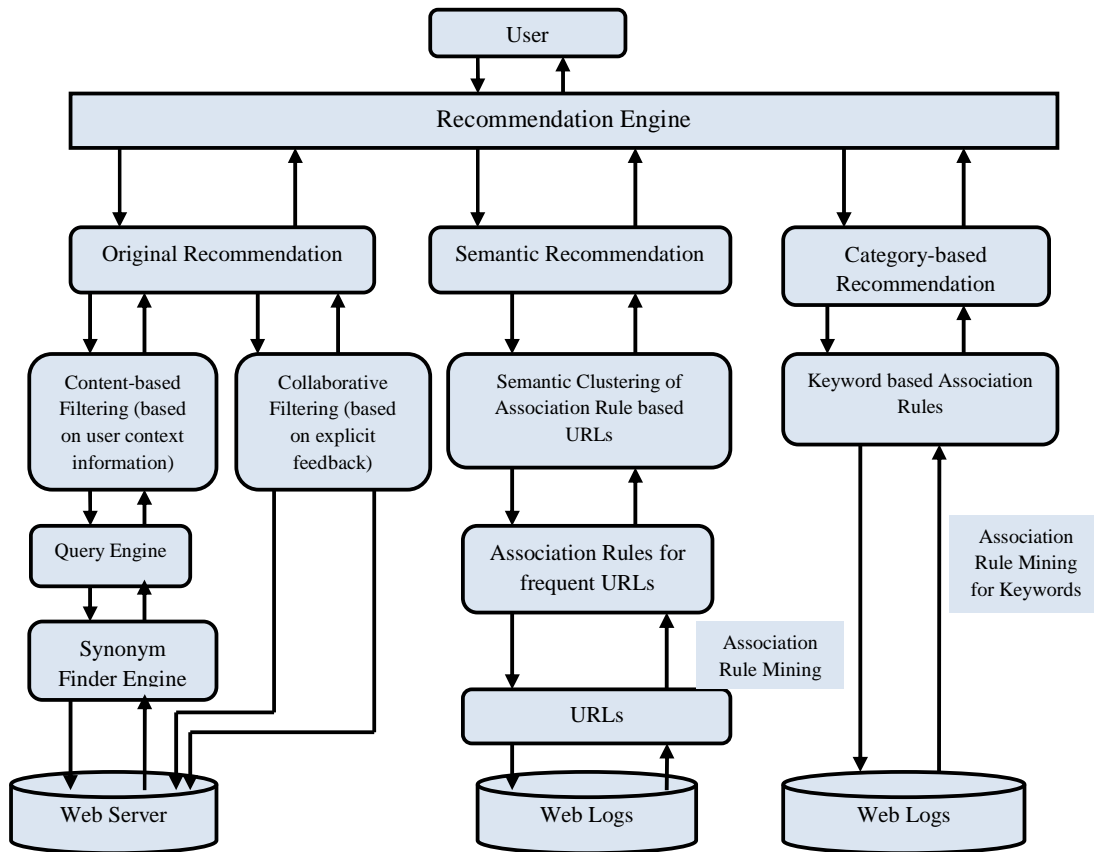 User
Recommendation Engine
Original Recommendation
Semantic Recommendation
Category-based
Recommendation
Content-based
Filtering (based
on user context
information)
Collaborative
Filtering (based
on explicit
feedback)
Semantic Clustering of
Association Rule based
URLs
Keyword based Association
Rules
Query Engine
Association Rules for
frequent URLs
Association
Rule Mining
for Keywords
Synonym
Finder Engine
Association
Rule Mining
URLs
Web Server
Web Logs
Web Logs